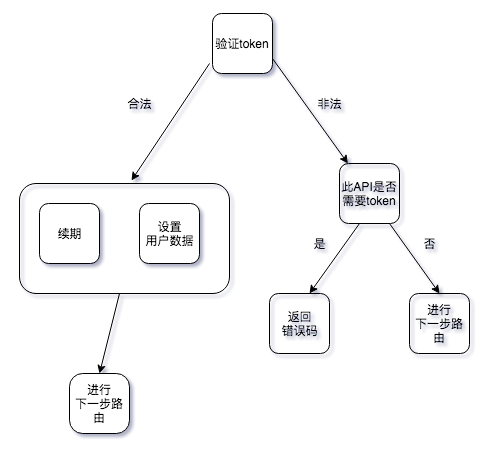 验证token
合法
非法
此API是否
需要token
续期
设置
用户数据
是
否
返回
错误码
进行
下一步路
由
进行
下一步路
由